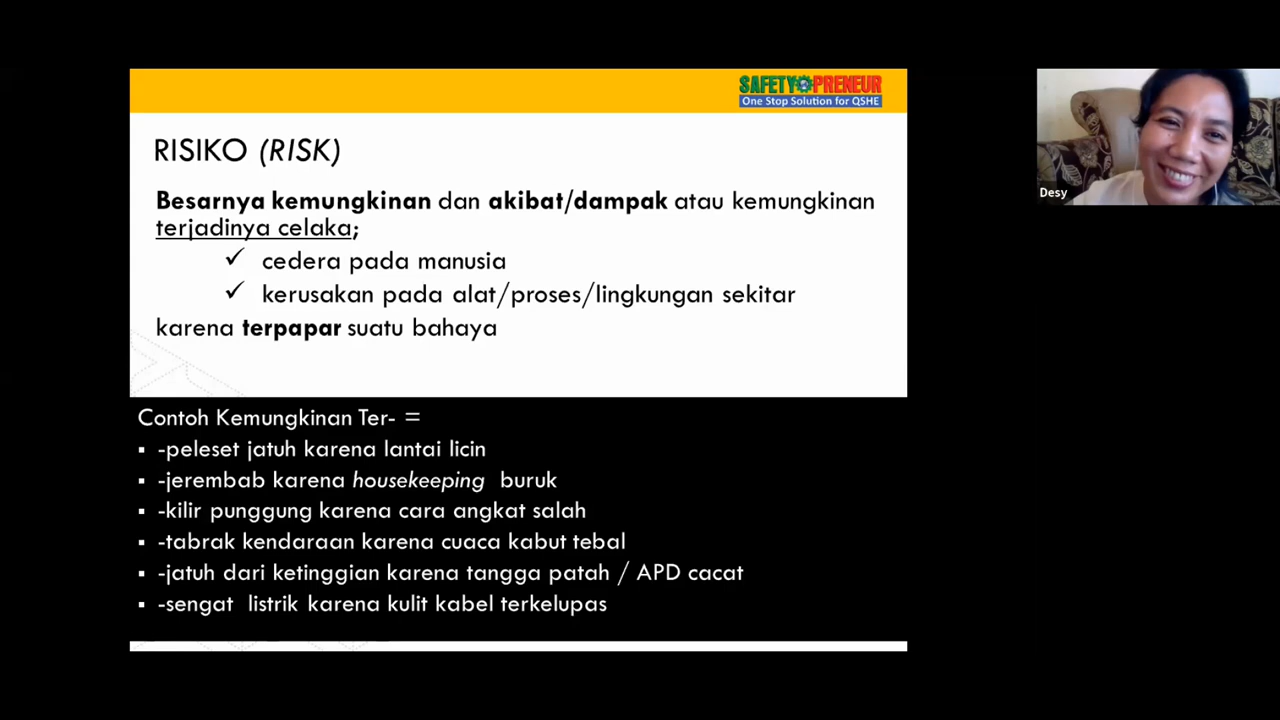 SAFETYPRENEUR
One Stop Solution for QSHE
RISIKO (RISK)
Besarnya kemungkinan dan akibat/dampak atau kemungkinan
terjadinya celaka;
✓ cedera pada manusia
✓ kerusakan pada alat/proses/lingkungan sekitar
karena terpapar suatu bahaya
Desy
Contoh Kemungkinan Ter- =
▪ -peleset jatuh karena lantai licin
▪ -jerembab karena housekeeping buruk
▪ -kilir punggung karena cara angkat salah
▪ -tabrak kendaraan karena cuaca kabut tebal
▪ -jatuh dari ketinggian karena tangga patah / APD cacat
▪ -sengat listrik karena kulit kabel terkelupas